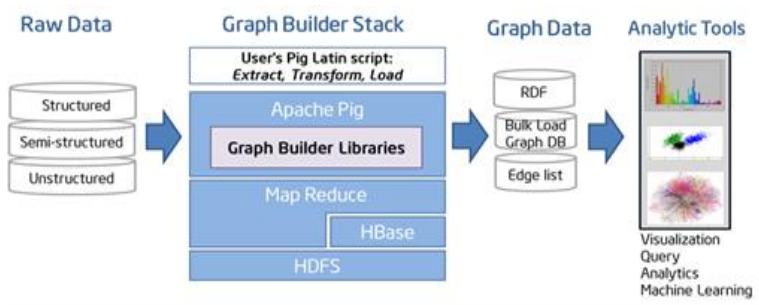 Raw Data
Structured
Semi-structured
Unstructured
Graph Builder Stack
User's Pig Latin script:
Extract, Transform, Load
Apache Pig
Graph Builder Libraries
Map Reduce
HBase
HDFS
Graph Data
RDF
Bulk Load
Graph DB
Edge list
Analytic Tools
Visualization
Query
Analytics
Machine Learning